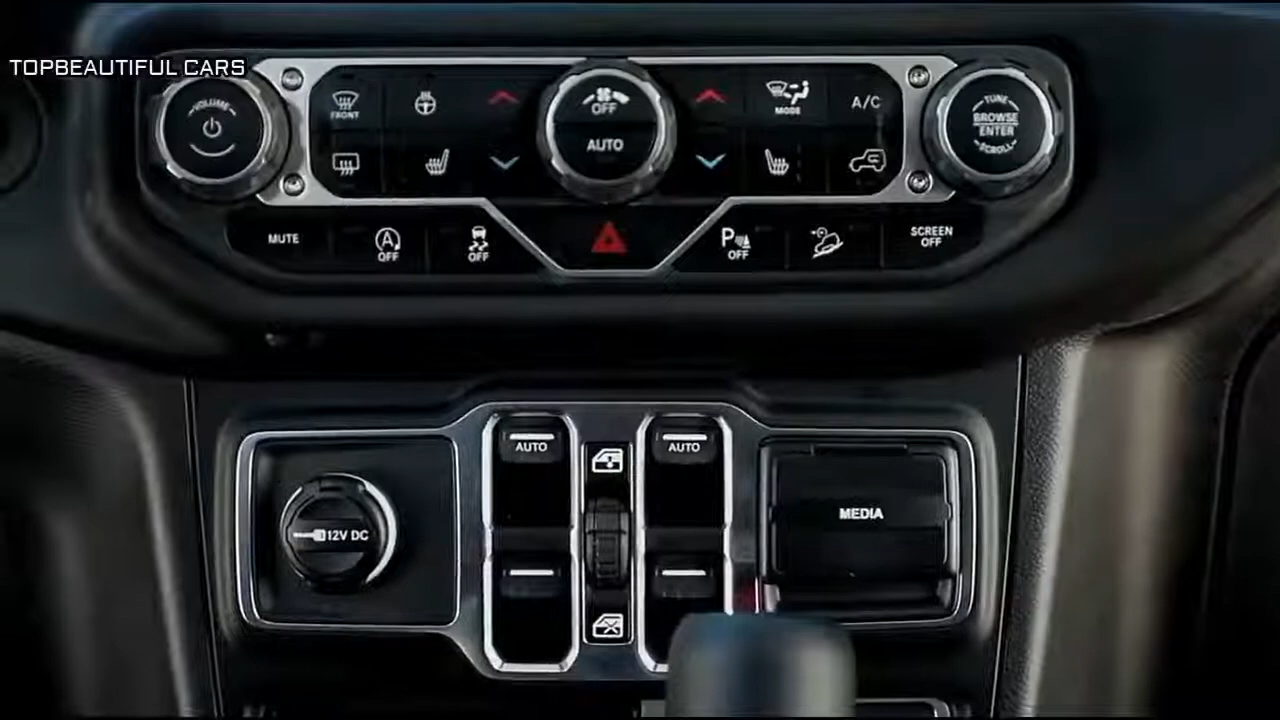 TOPBEAUTIFUL CARS
VOLUME
FRONT
OFF
AUTO
MODE
A/C
TUNE
BROWSE
ENTER
SCROLL
MUTE
A
OFF
OFF
P
OFF
SCREEN
OFF
AUTO
AUTO
12V DC
MEDIA